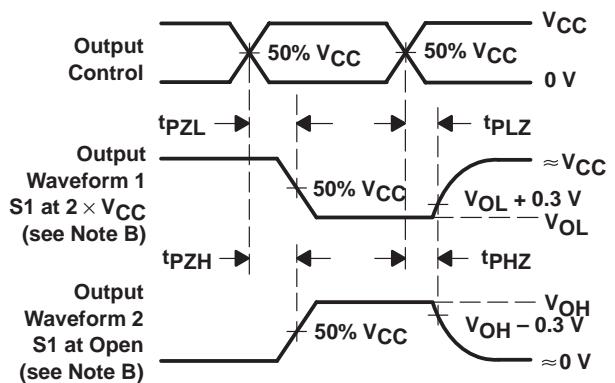 Output
Control
50% VCC
50% VCC
VCC
0 V
tPZL
tPLZ
Output
Waveform 1
S1 at 2 × VCC
(see Note B)
50% VCC
≈VCC
VOL + 0.3 V
VOL
tPZH
tPHZ
Output
Waveform 2
S1 at Open
(see Note B)
50% VCC
VOH
VOH − 0.3 V
≈0 V